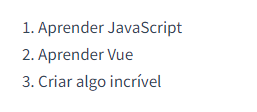 1. Aprender JavaScript
2. Aprender Vue
3. Criar algo incrível